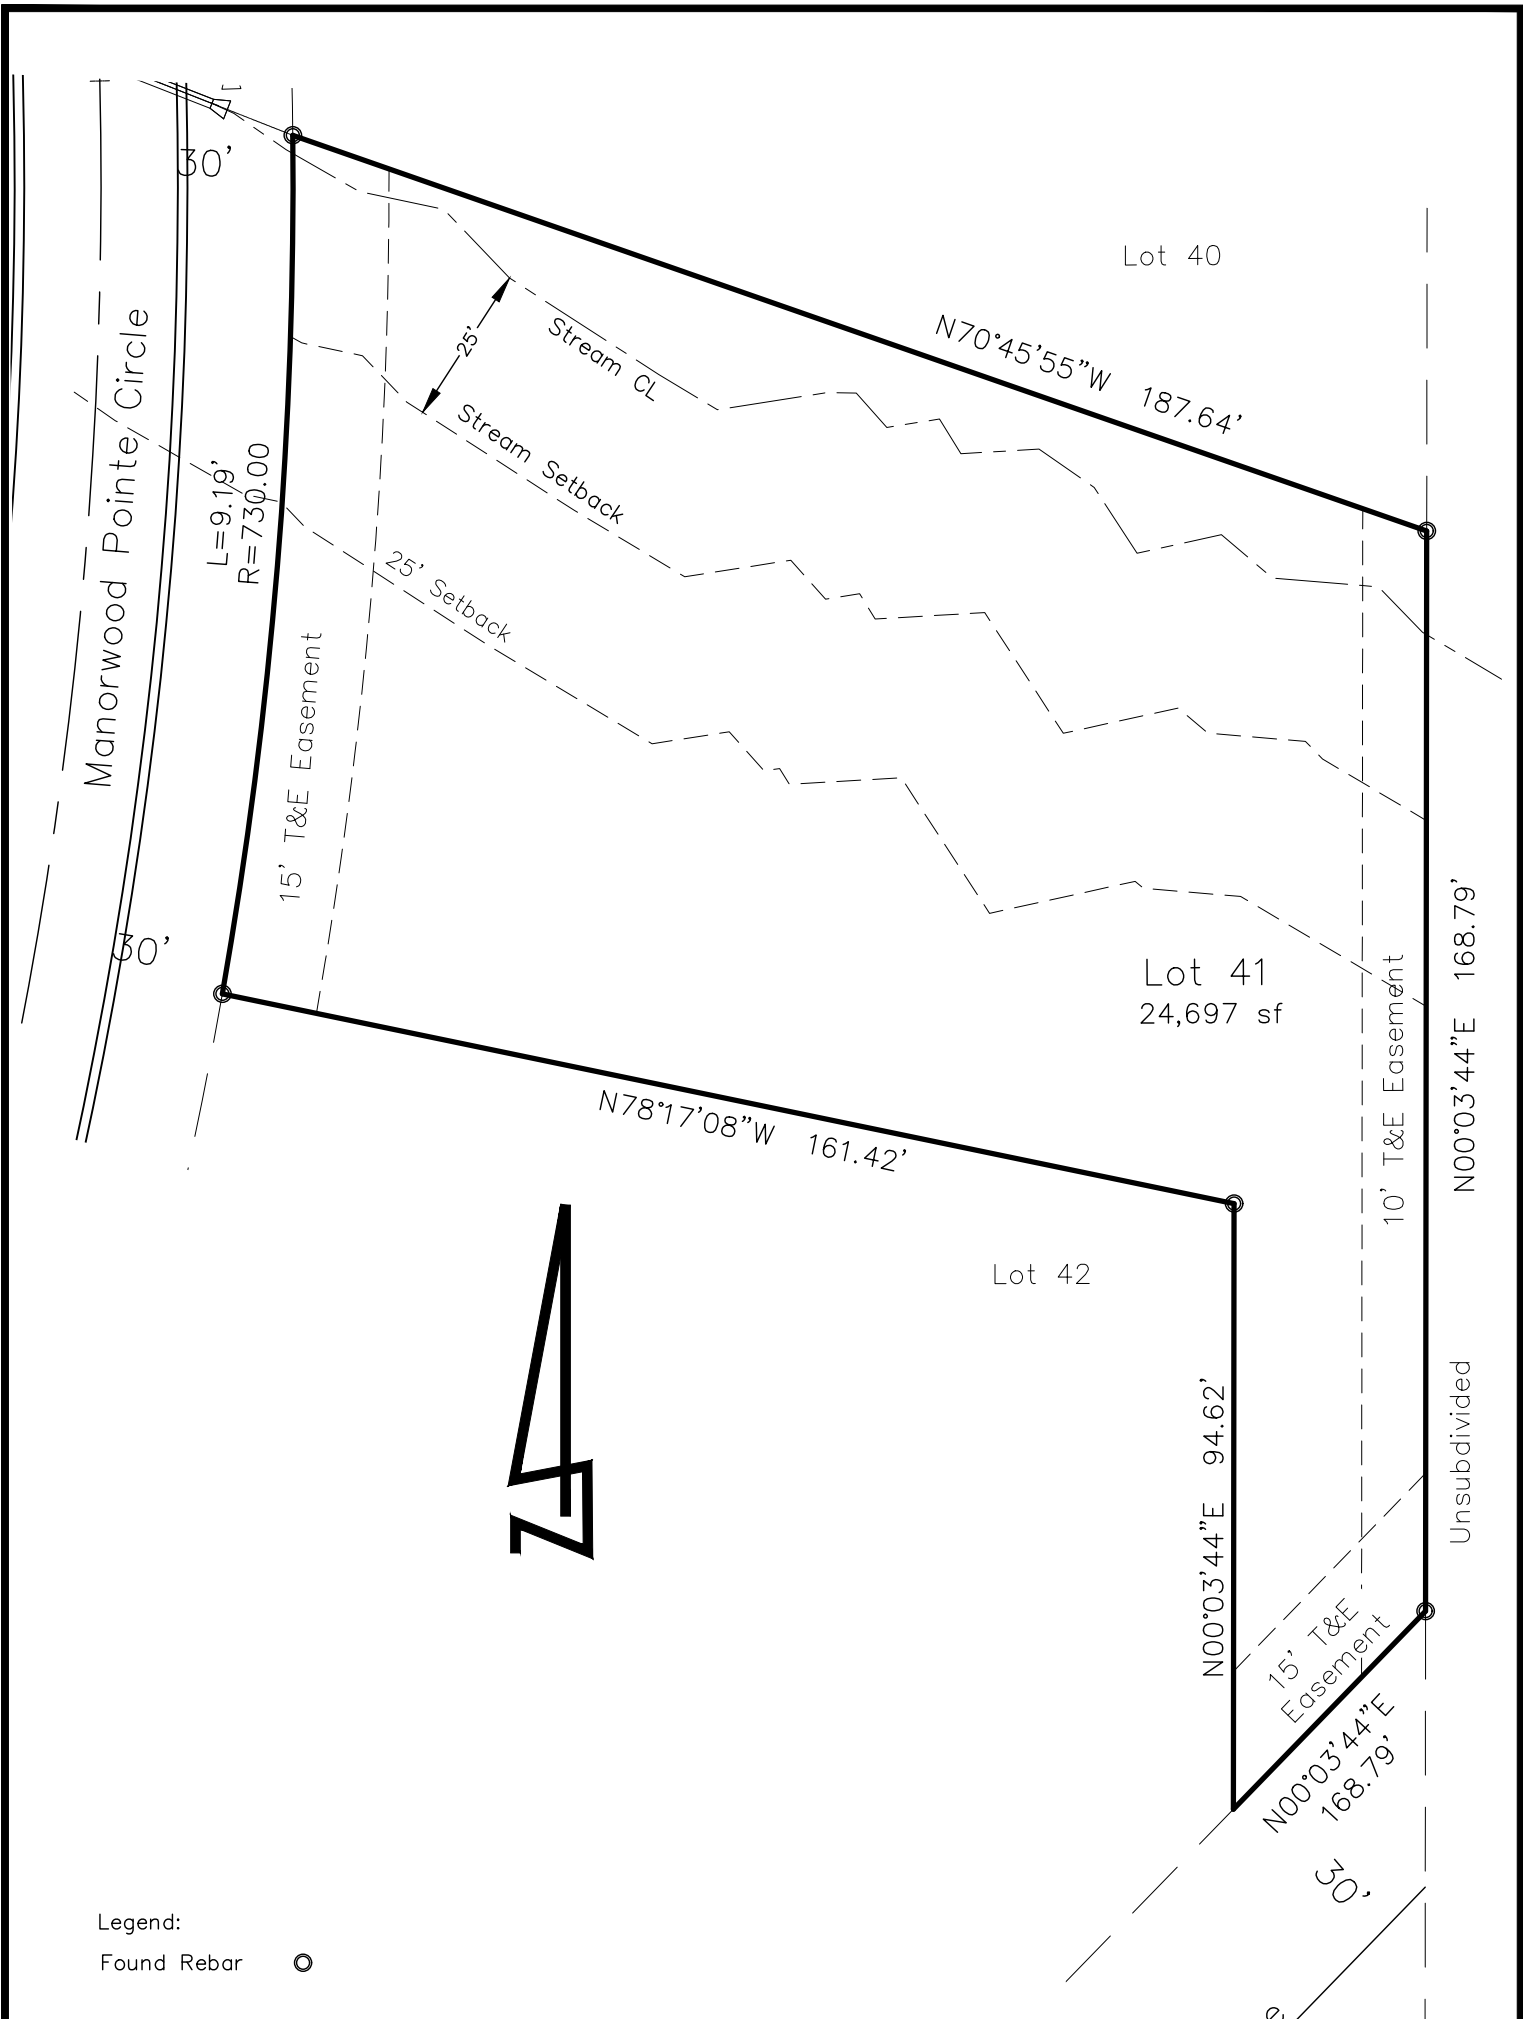 30'
Lot 40
N70°45'55"W 187.64'
Manorwood Pointe Circle
25'
Stream CL
Stream Setback
L=9.19'
R=730.00
25' Setback
15' T&E Easement
30'
Lot 41
24,697 sf
10' T&E Easement
N00°03'44"E 168.79'
N78°17'08"W 161.42'
Lot 42
N00°03'44"E 94.62'
Unsubdivided
15' T&E
Easement
N00°03'44"E
168.79'
30'
N
Legend:
Found Rebar
e